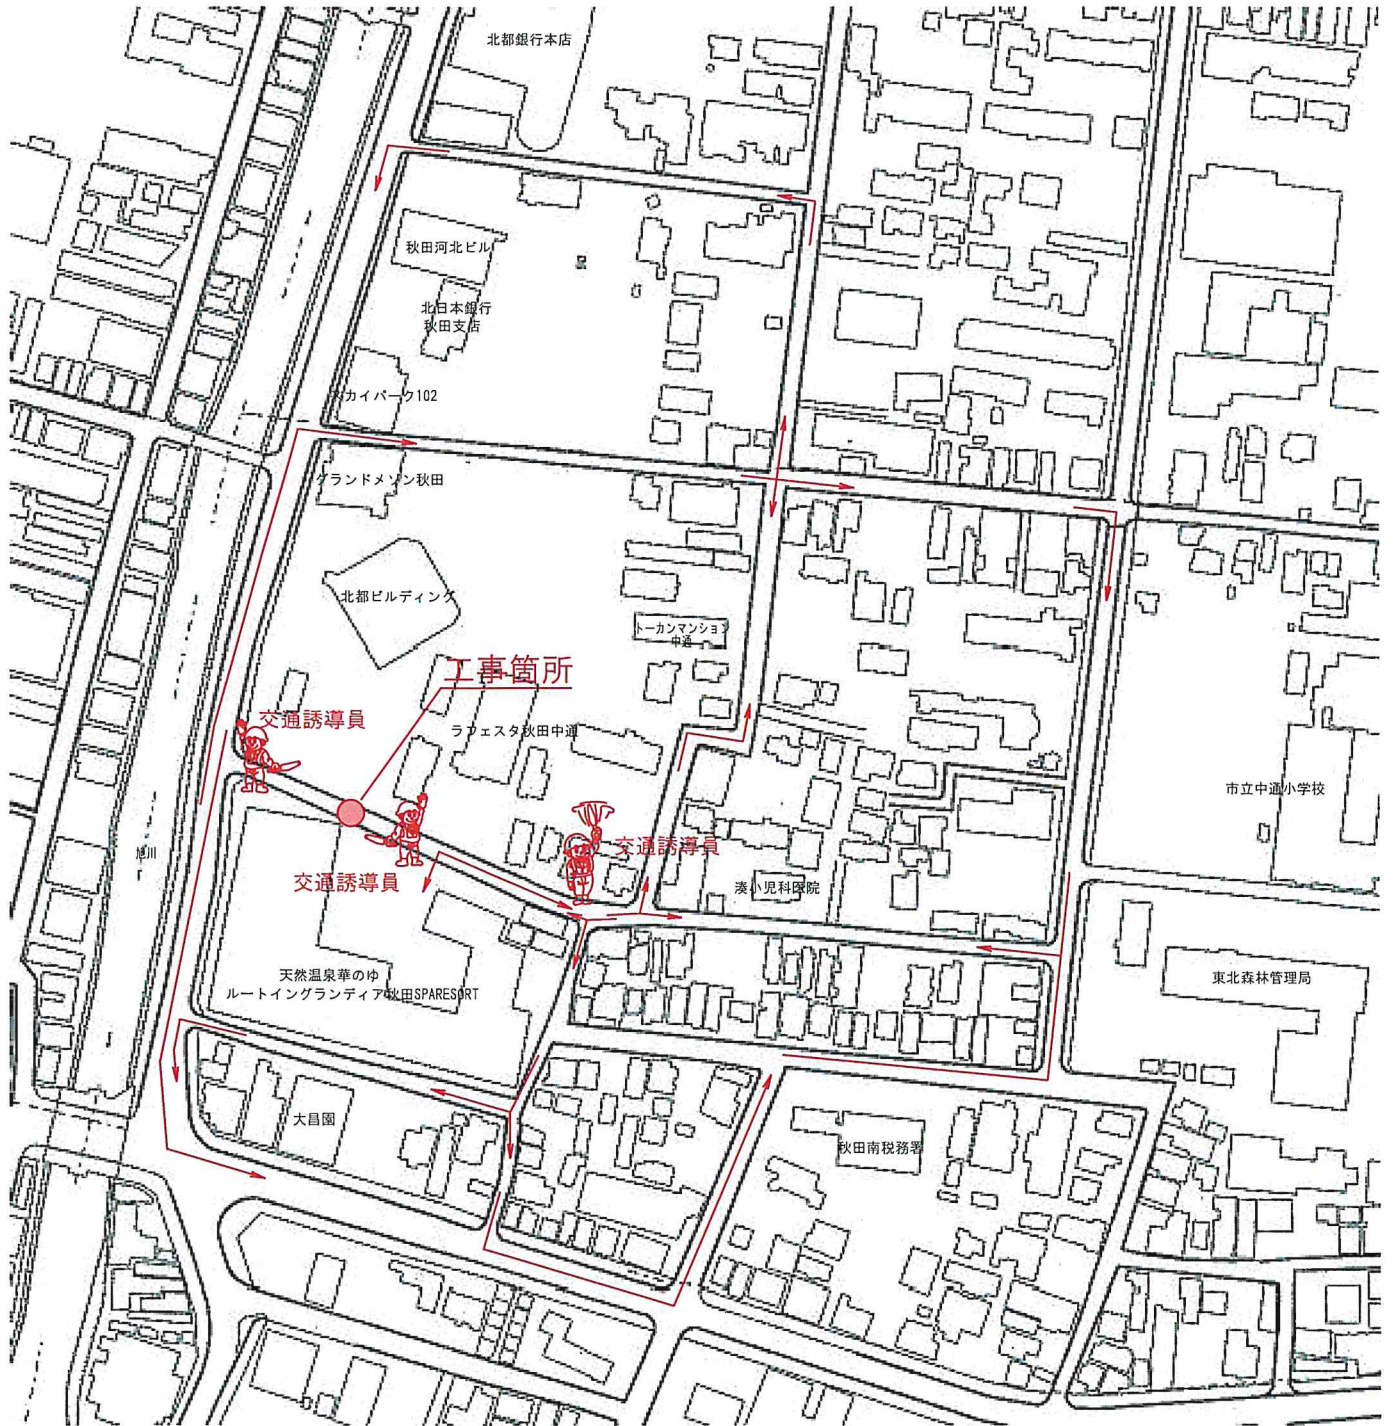 北都銀行本店
秋田河北ビル
北日本銀行
秋田支店
カイパーク102
グランドメゾン秋田
北都ビルディング
トーカンマンション
中通
工事箇所
交通誘導員
ラフェスタ秋田中通
市立中通小学校
交通誘導員
旭川
交通誘導員
湊小児科医院
天然温泉華のゆ
ルートイングランディア秋田SPARESORT
東北森林管理局
大昌園
秋田南税務署